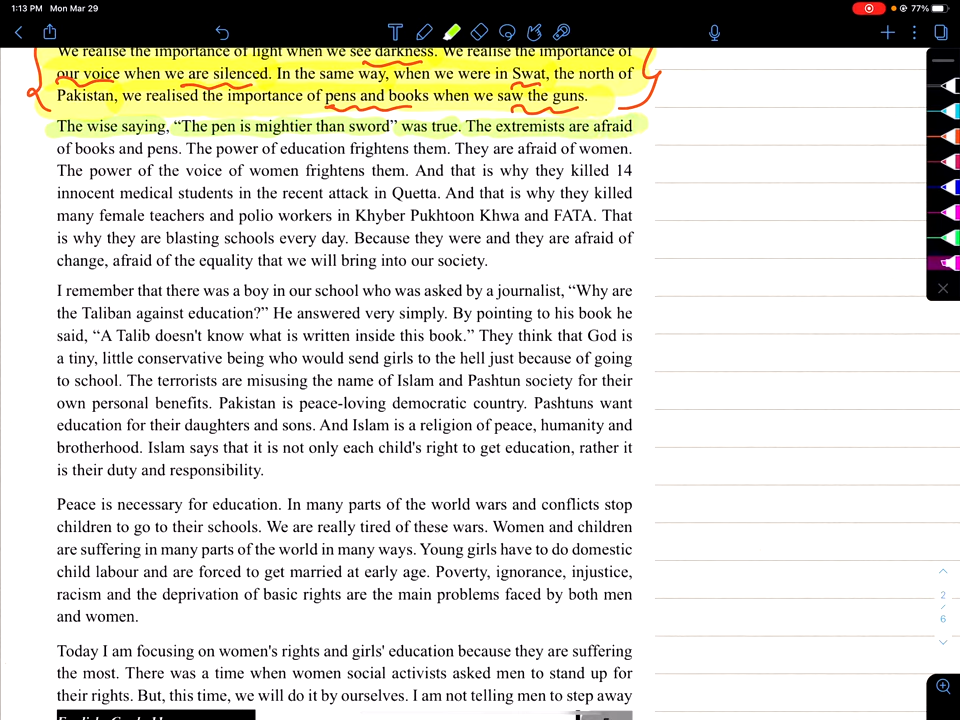 1:13 PM Mon Mar 29
77%
We realise the importance of light when we see darkness. We realise the importance of
our voice when we are silenced. In the same way, when we were in Swat, the north of
Pakistan, we realised the importance of pens and books when we saw the guns.
The wise saying, “The pen is mightier than sword” was true. The extremists are afraid
of books and pens. The power of education frightens them. They are afraid of women.
The power of the voice of women frightens them. And that is why they killed 14
innocent medical students in the recent attack in Quetta. And that is why they killed
many female teachers and polio workers in Khyber Pukhtoon Khwa and FATA. That
is why they are blasting schools every day. Because they were and they are afraid of
change, afraid of the equality that we will bring into our society.
I remember that there was a boy in our school who was asked by a journalist, “Why are
the Taliban against education?” He answered very simply. By pointing to his book he
said, “A Talib doesn't know what is written inside this book.” They think that God is
a tiny, little conservative being who would send girls to the hell just because of going
to school. The terrorists are misusing the name of Islam and Pashtun society for their
own personal benefits. Pakistan is peace-loving democratic country. Pashtuns want
education for their daughters and sons. And Islam is a religion of peace, humanity and
brotherhood. Islam says that it is not only each child's right to get education, rather it
is their duty and responsibility.
Peace is necessary for education. In many parts of the world wars and conflicts stop
children to go to their schools. We are really tired of these wars. Women and children
are suffering in many parts of the world in many ways. Young girls have to do domestic
child labour and are forced to get married at early age. Poverty, ignorance, injustice,
racism and the deprivation of basic rights are the main problems faced by both men
and women.
Today I am focusing on women's rights and girls' education because they are suffering
the most. There was a time when women social activists asked men to stand up for
their rights. But, this time, we will do it by ourselves. I am not telling men to step away
2
/
6